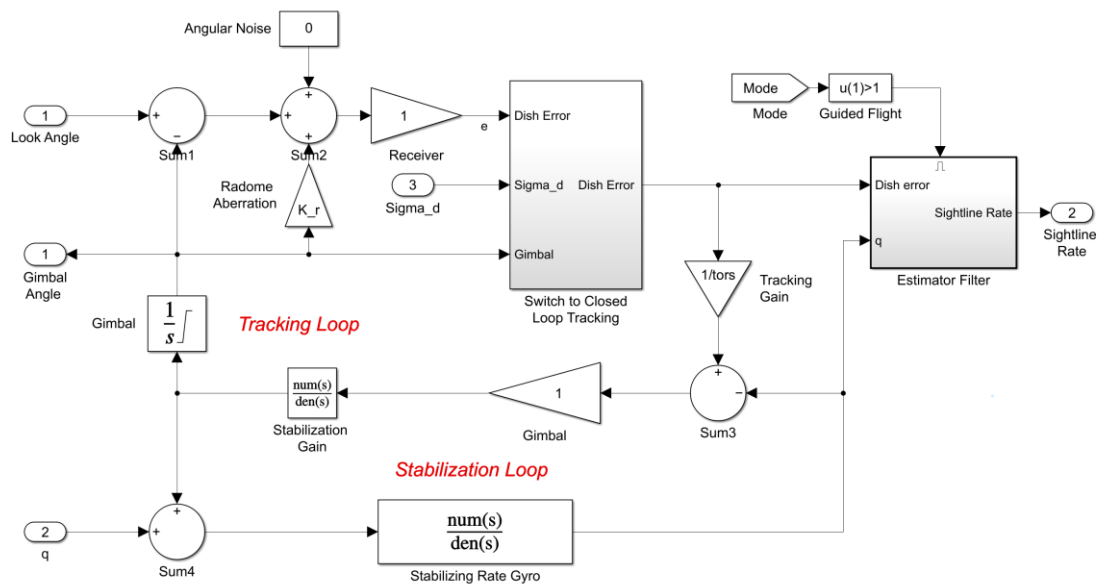 Angular Noise
0
1
Look Angle
+
−
Sum1
+
+
+
Sum2
1
Receiver
e
Radome
Aberration
K_r
3
Sigma_d
Dish Error
Sigma_d
Gimbal
Dish Error
Switch to Closed
Loop Tracking
Mode
Mode
u(1)>1
Guided Flight
Dish error
q
Sightline Rate
Estimator Filter
2
Sightline
Rate
1
Gimbal
Angle
Gimbal
1
s
Tracking Loop
1/tors
Tracking
Gain
+
−
Sum3
1
Gimbal
num(s)
den(s)
Stabilization
Gain
Stabilization Loop
2
q
+
+
Sum4
num(s)
den(s)
Stabilizing Rate Gyro